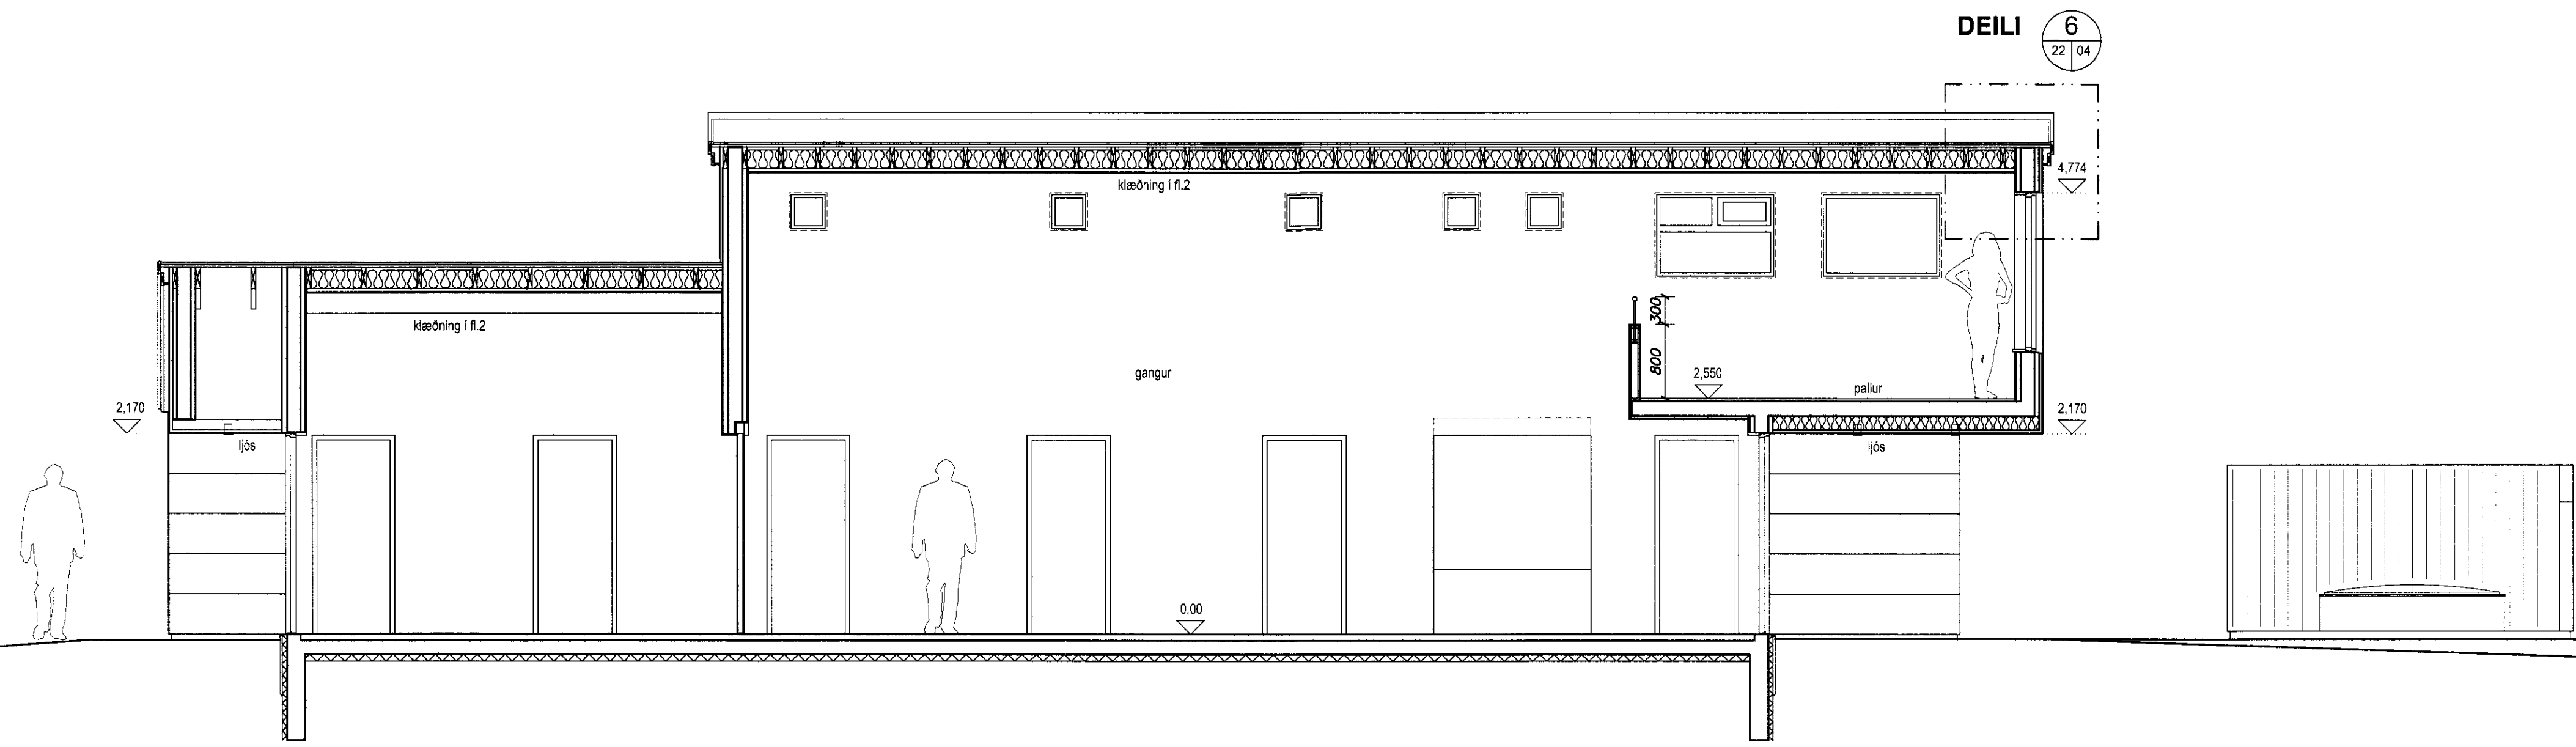 DEILI 6
22 04
4,774
klæðning í fl.2
klæðning í fl.2
300
800
gangur
2,550
pallur
2,170
2,170
ljós
ljós
0,00